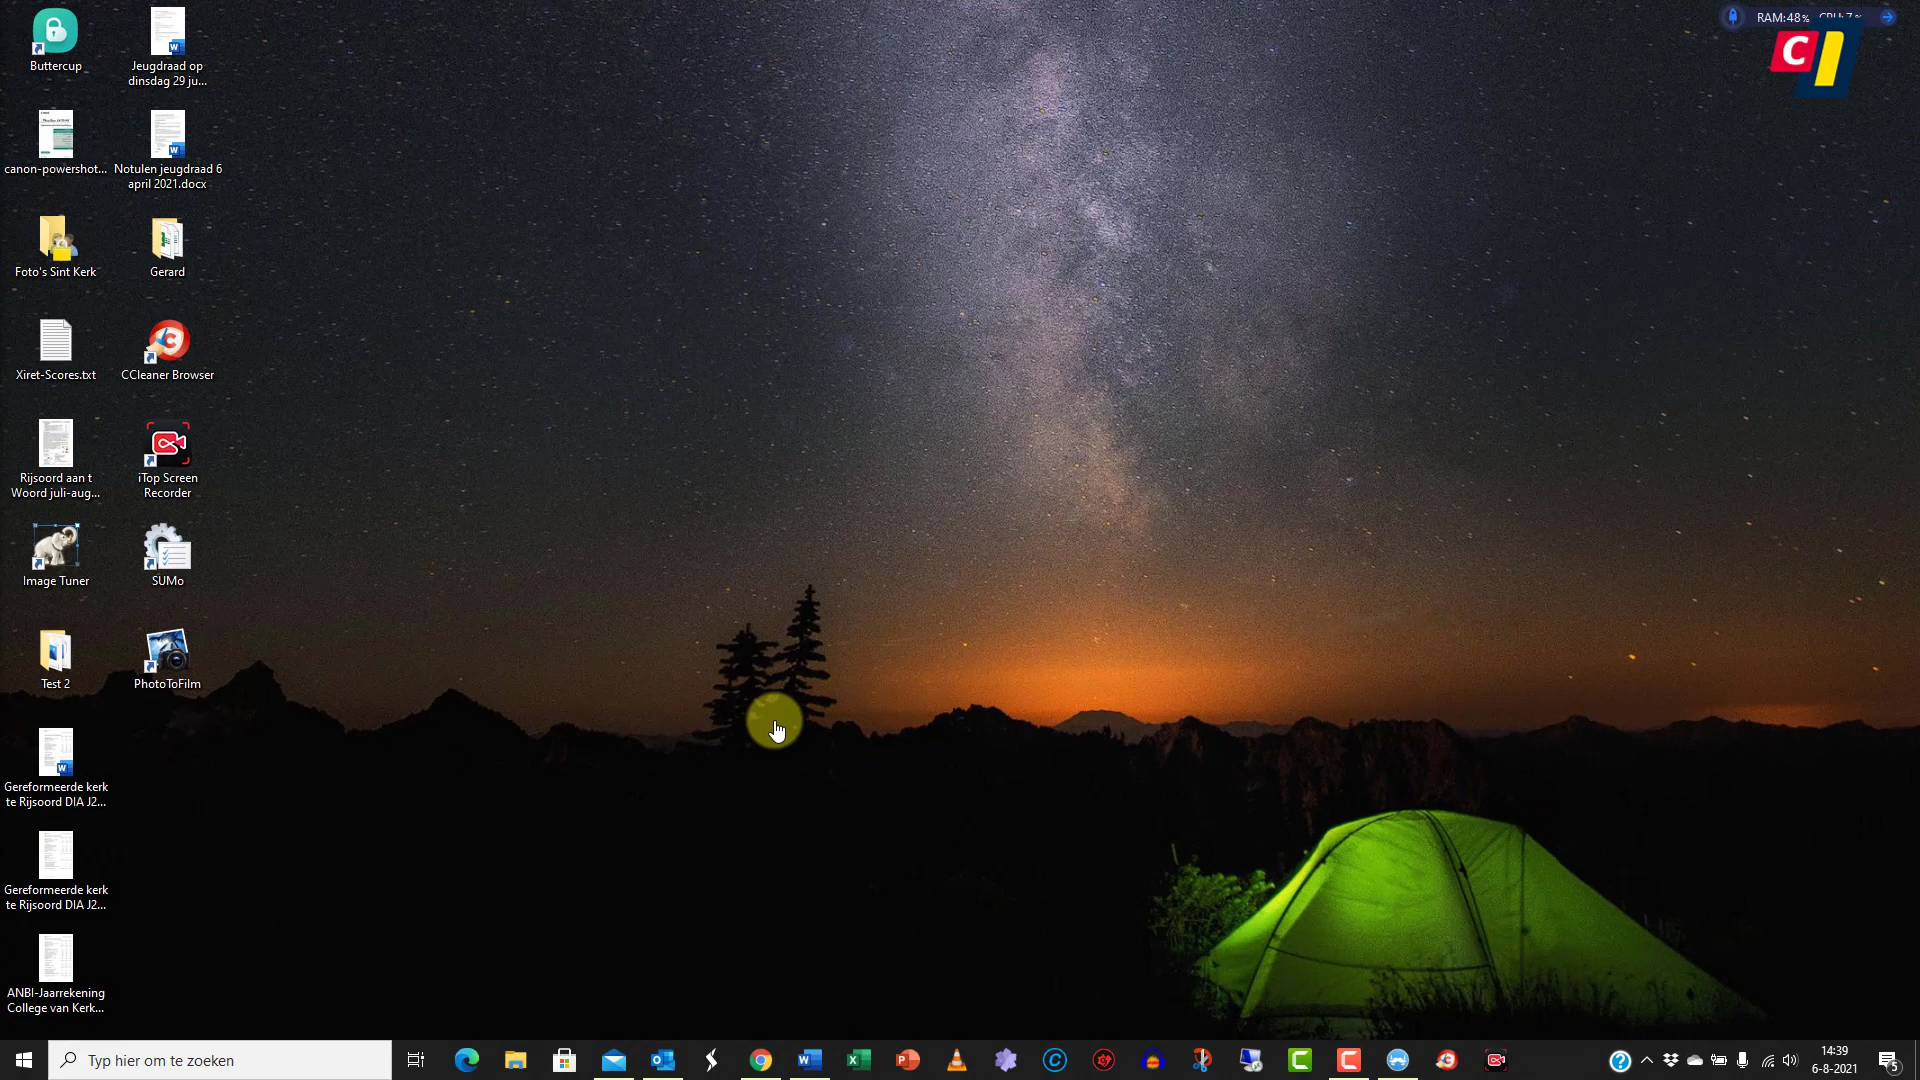 RAM:48%
CI
Buttercup
Jeugdraad op
dinsdag 29 ju...
canon-powershot...
Notulen jeugdraad 6
april 2021.docx
Foto's Sint Kerk
Gerard
Xiret-Scores.txt
CCleaner Browser
Rijsoord aan t
Woord juli-aug...
iTop Screen
Recorder
Image Tuner
SUMo
Test 2
PhotoToFilm
Gereformeerde kerk
te Rijsoord DIA J2...
Gereformeerde kerk
te Rijsoord DIA J2...
ANBI-Jaarrekening
College van Kerk...
Typ hier om te zoeken
14:39
6-8-2021
5